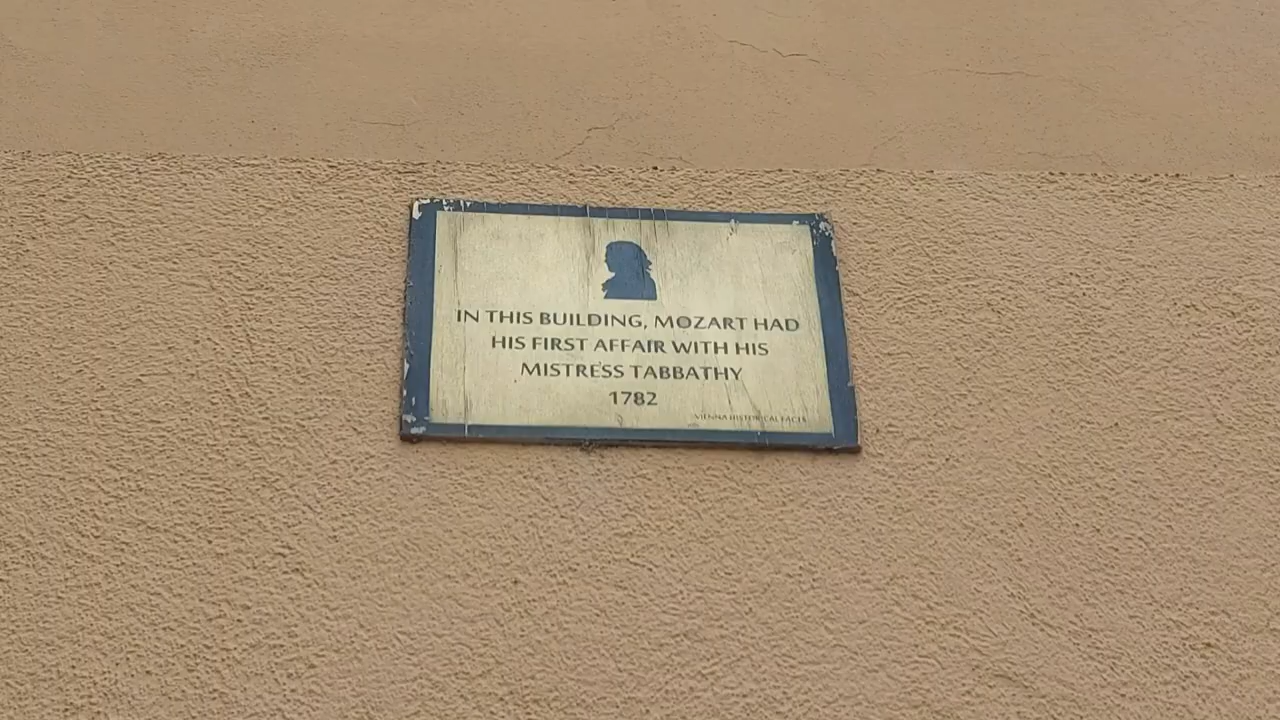 IN THIS BUILDING, MOZART HAD
HIS FIRST AFFAIR WITH HIS
MISTRESS TABBATHY
1782
VIENNA HISTORICAL FACTS